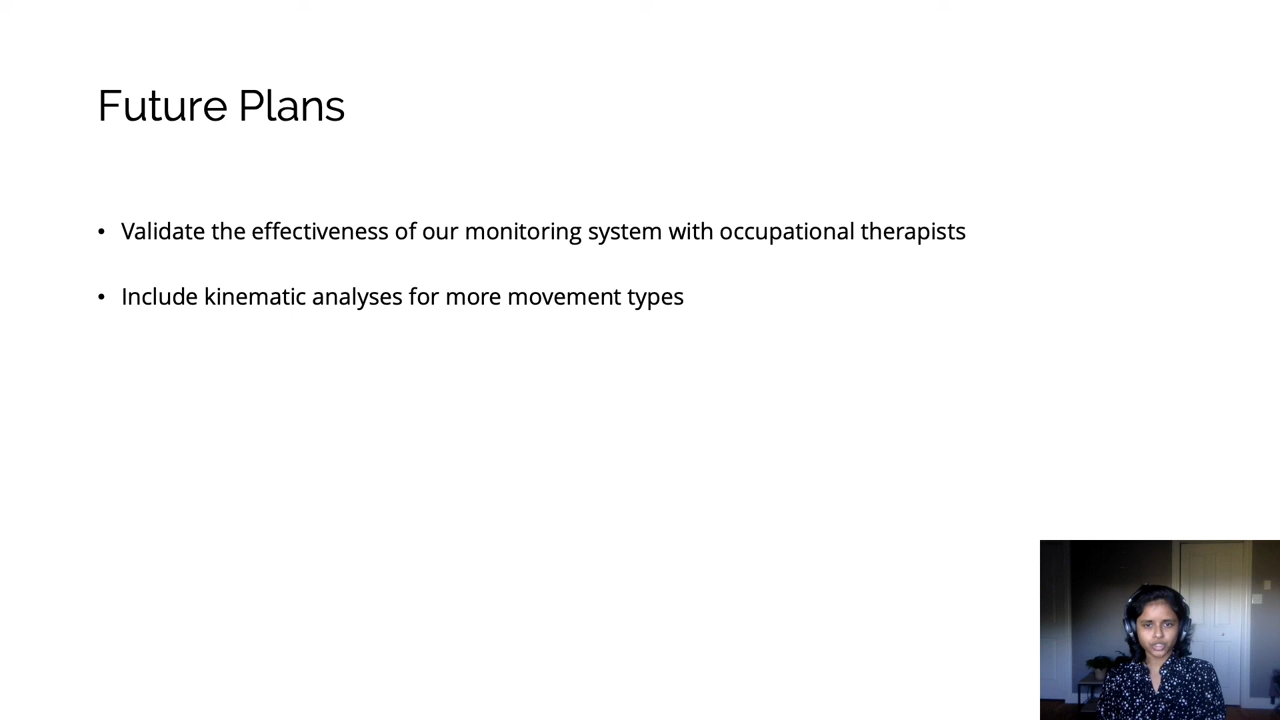 Future Plans
• Validate the effectiveness of our monitoring system with occupational therapists
• Include kinematic analyses for more movement types